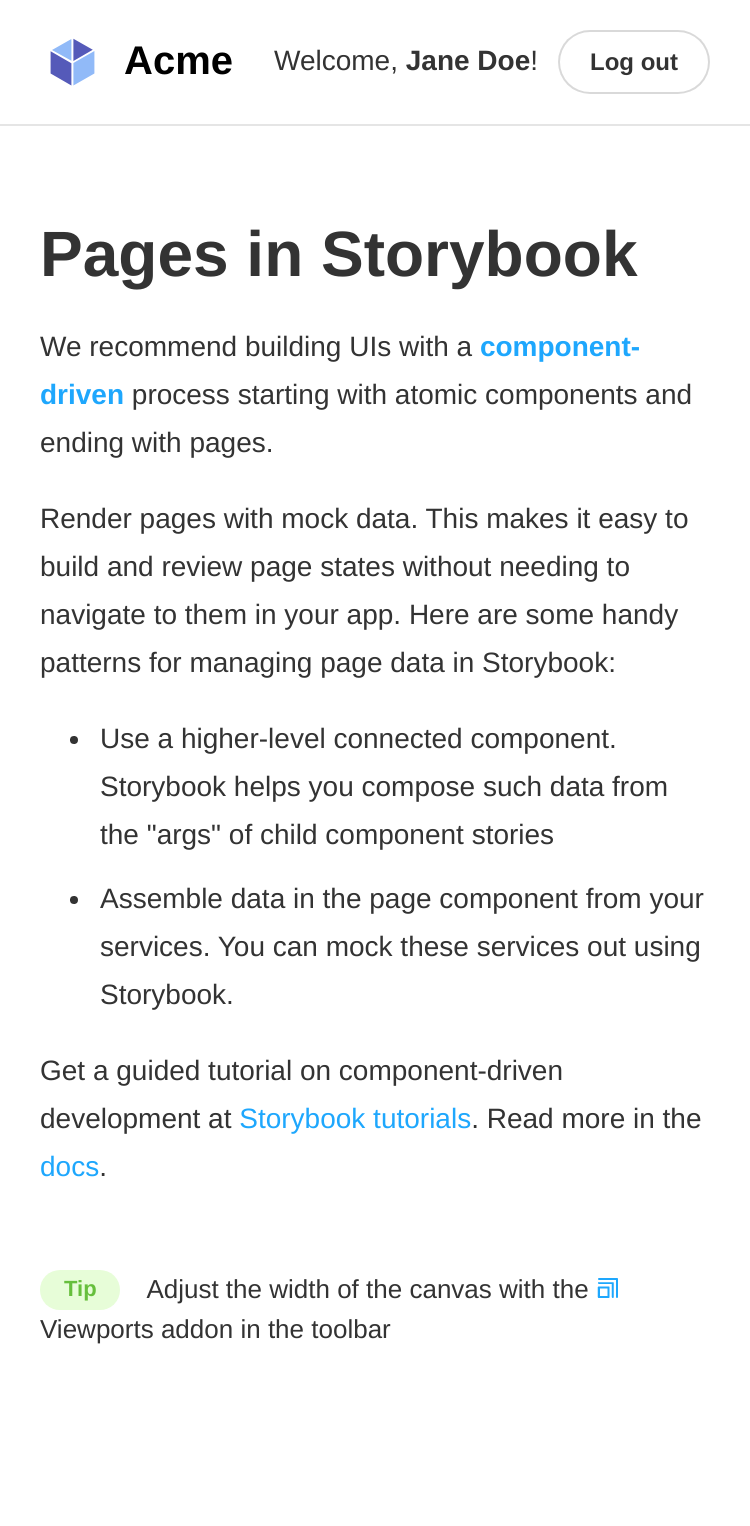 Acme
Welcome, Jane Doe!
Log out
Pages in Storybook
We recommend building UIs with a component-
driven process starting with atomic components and
ending with pages.
Render pages with mock data. This makes it easy to
build and review page states without needing to
navigate to them in your app. Here are some handy
patterns for managing page data in Storybook:
Use a higher-level connected component.
Storybook helps you compose such data from
the "args" of child component stories
Assemble data in the page component from your
services. You can mock these services out using
Storybook.
Get a guided tutorial on component-driven
development at Storybook tutorials. Read more in the
docs.
Tip Adjust the width of the canvas with the
Viewports addon in the toolbar